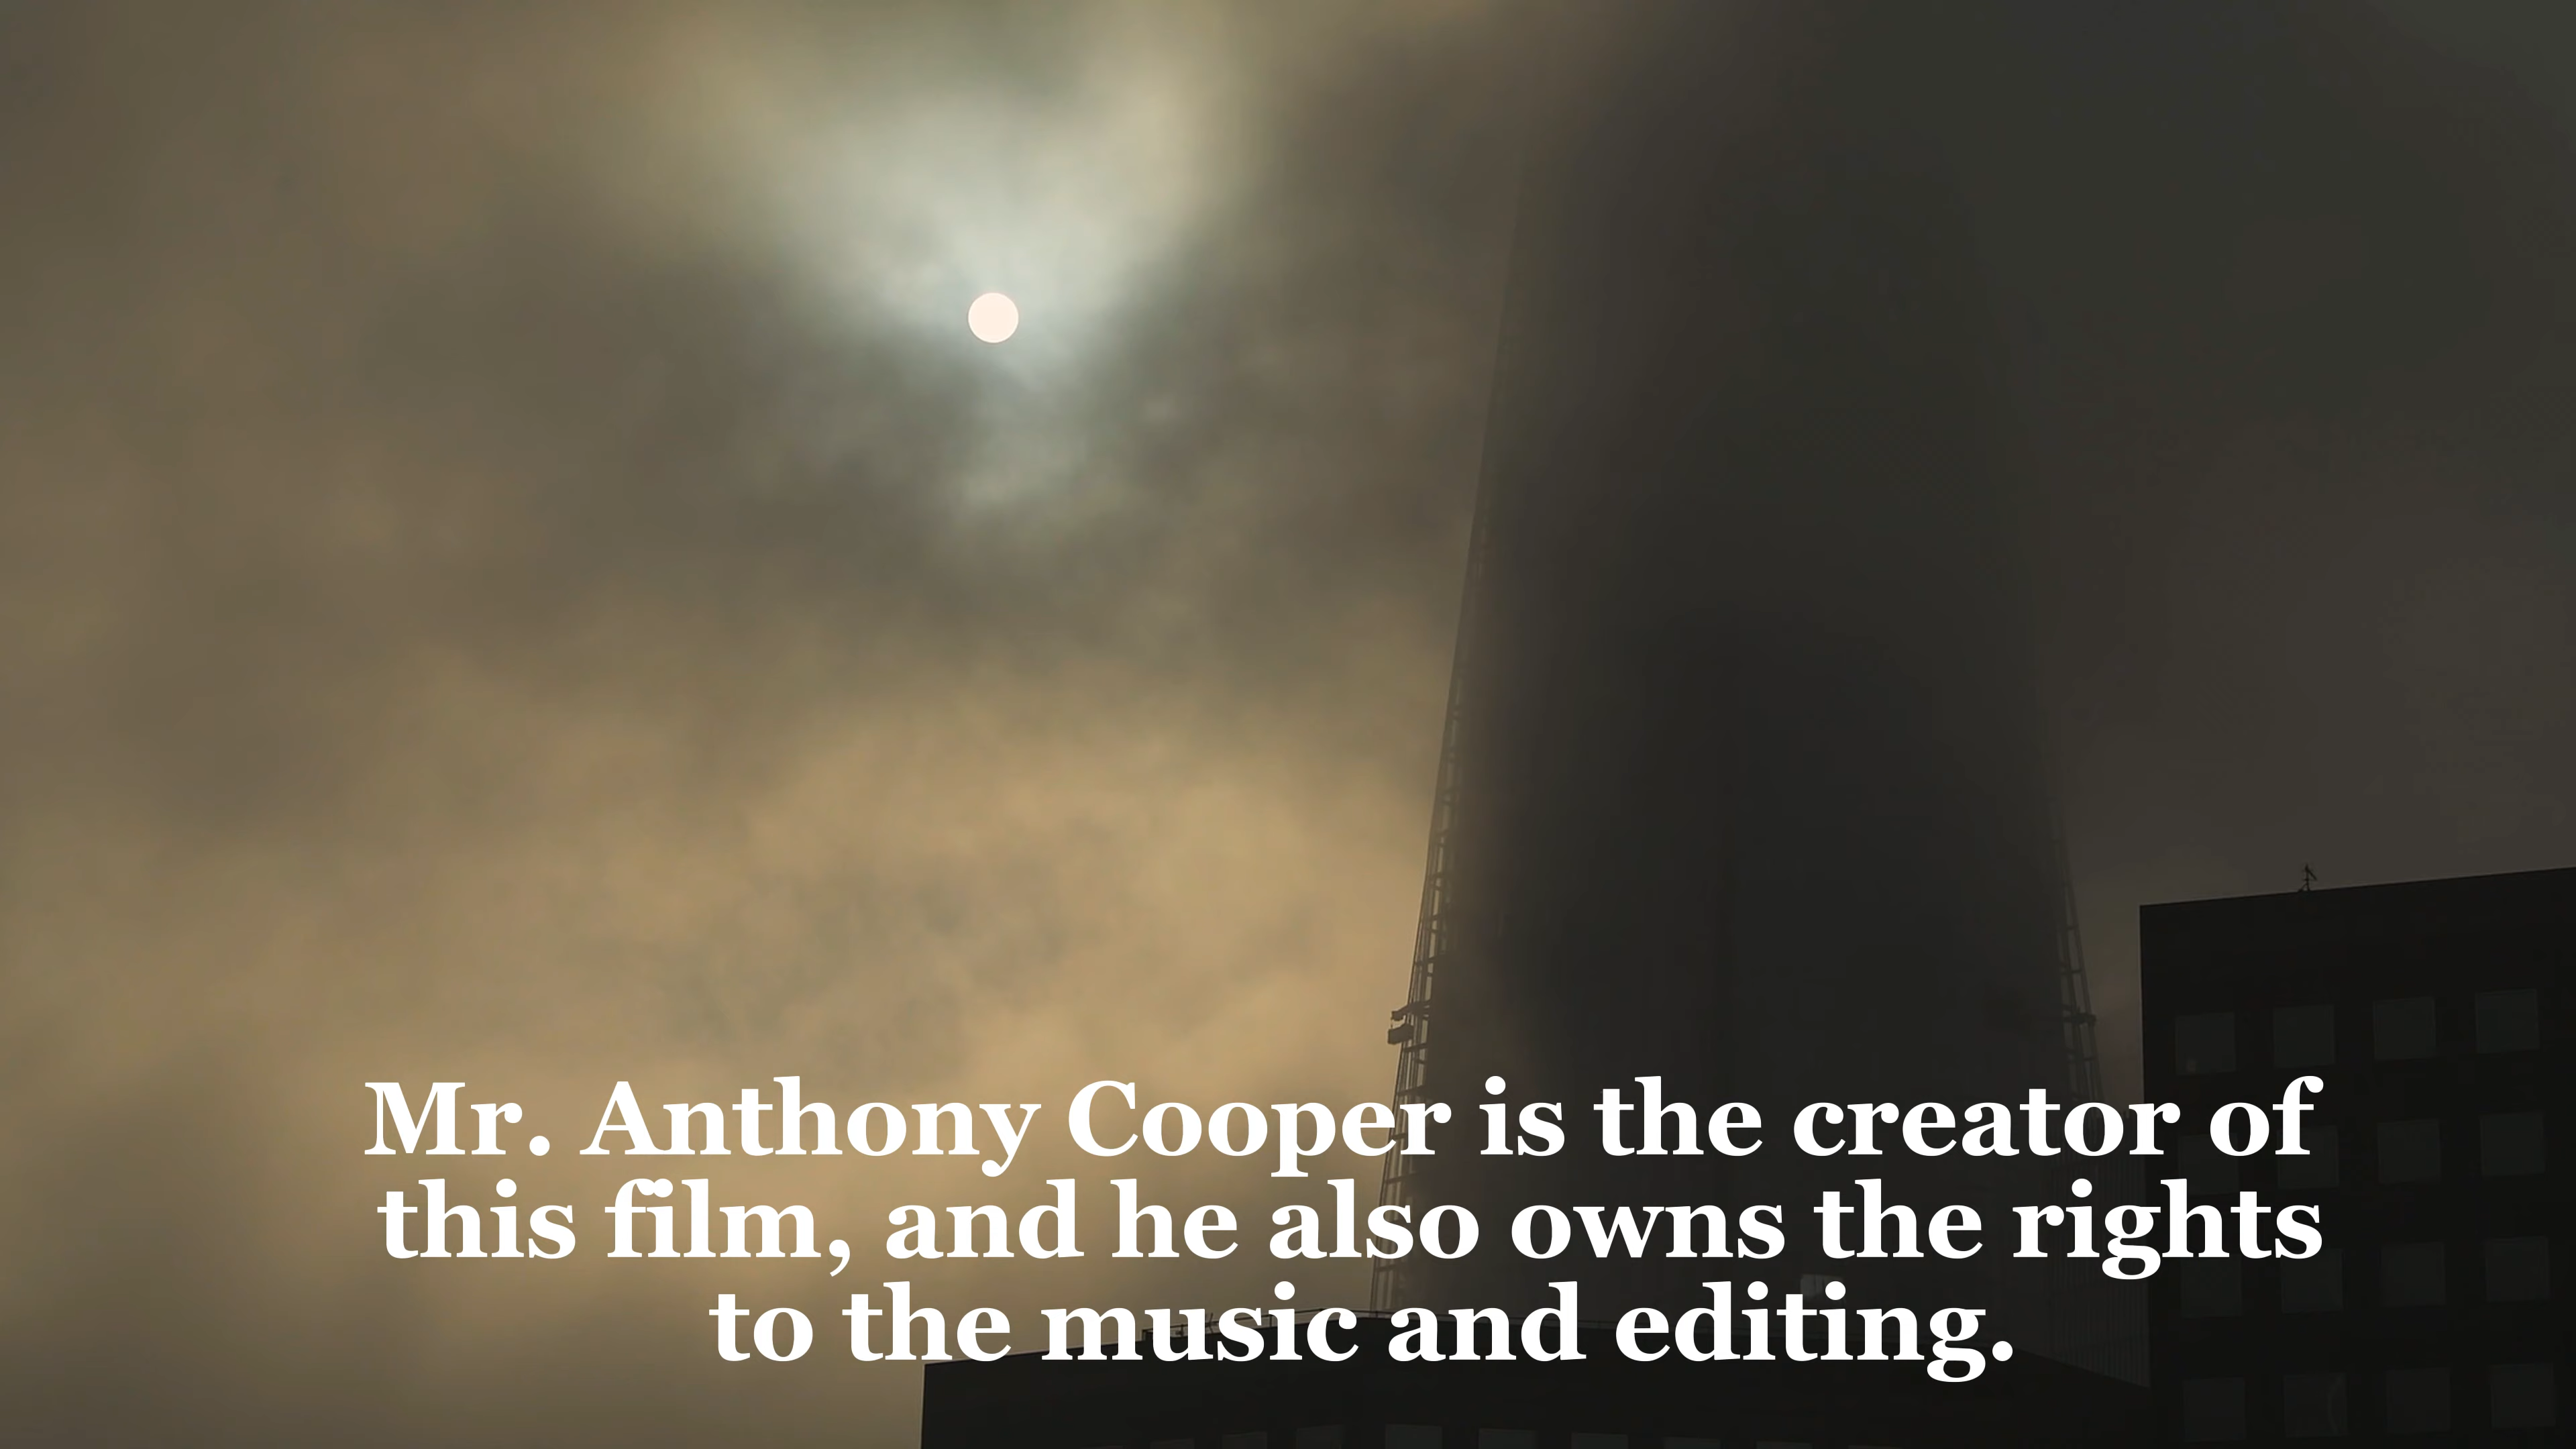 Mr. Anthony Cooper is the creator of
this film, and he also owns the rights
to the music and editing.